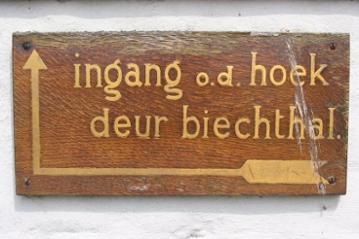 ingang o.d. hoek
deur biechthal.